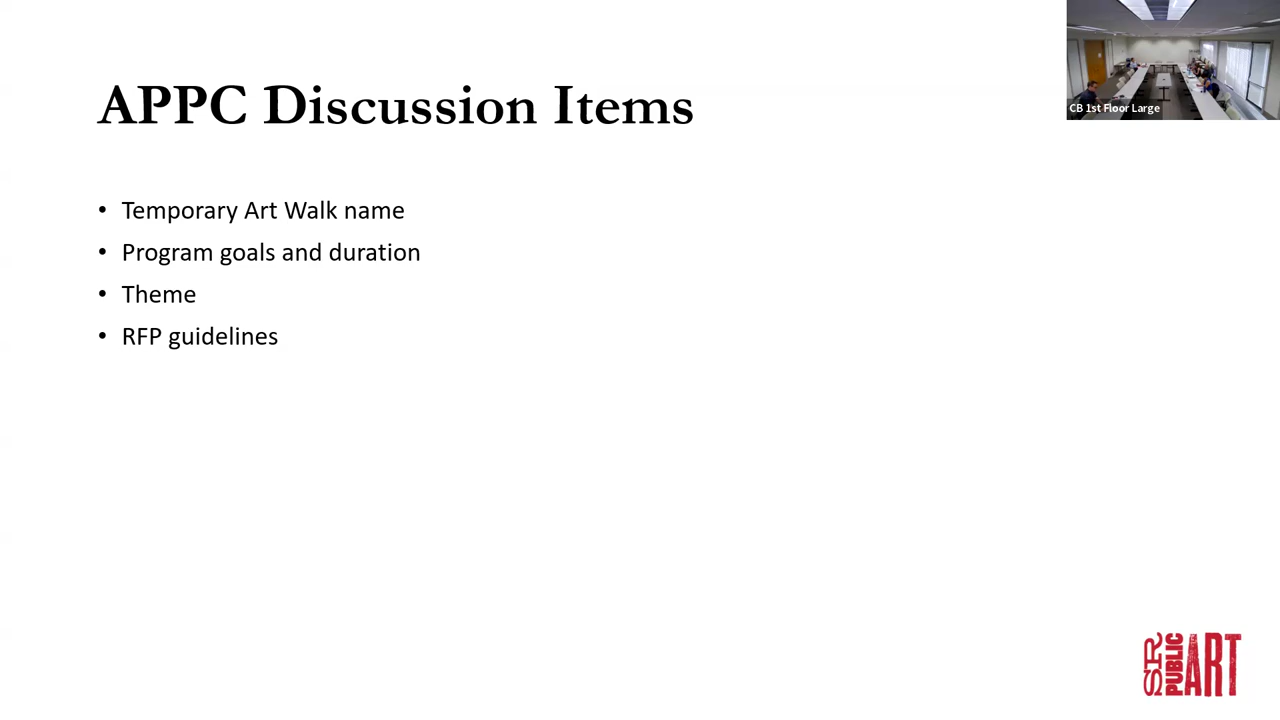 APPC Discussion Items
CB 1st Floor Large
• Temporary Art Walk name
• Program goals and duration
• Theme
• RFP guidelines
SR
PUBLIC
ART